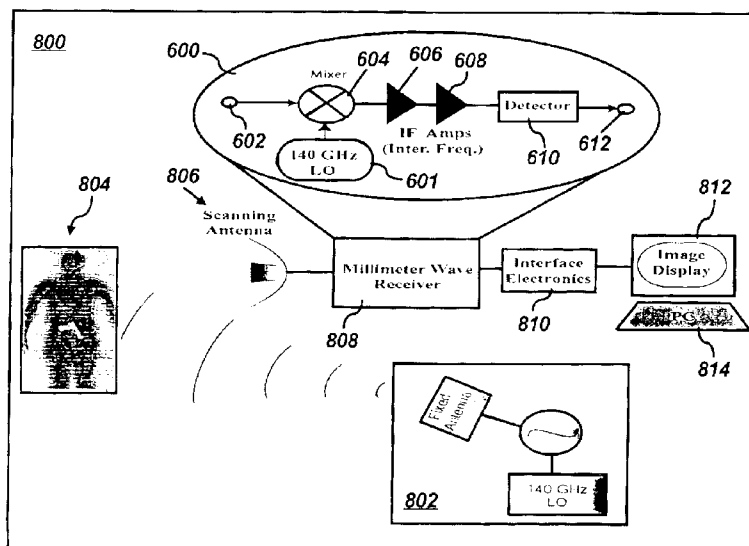 800
600
Mixer
604
606
608
602
Detector
IF Amps
(Inter. Freq.)
610
612
140 GHz
LO
601
806
804
Scanning
Antenna
812
Millimeter Wave
Receiver
Interface
Electronics
Image
Display
808
810
PC
814
Fixed
Antenna
802
140 GHz
LO